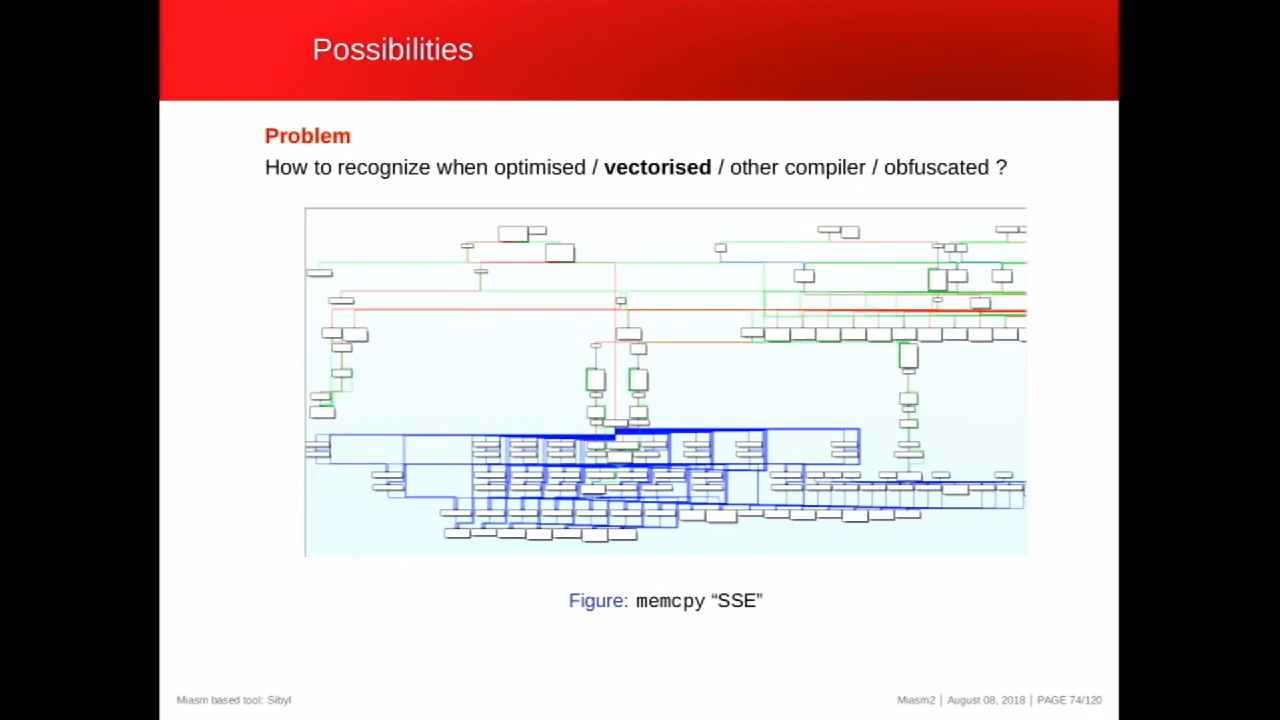 Possibilities
Problem
How to recognize when optimised / vectorised / other compiler / obfuscated ?
Figure: memcpy “SSE”
Miasm based tool: Sibyl
Miasm2 | August 08, 2018 | PAGE 74/120